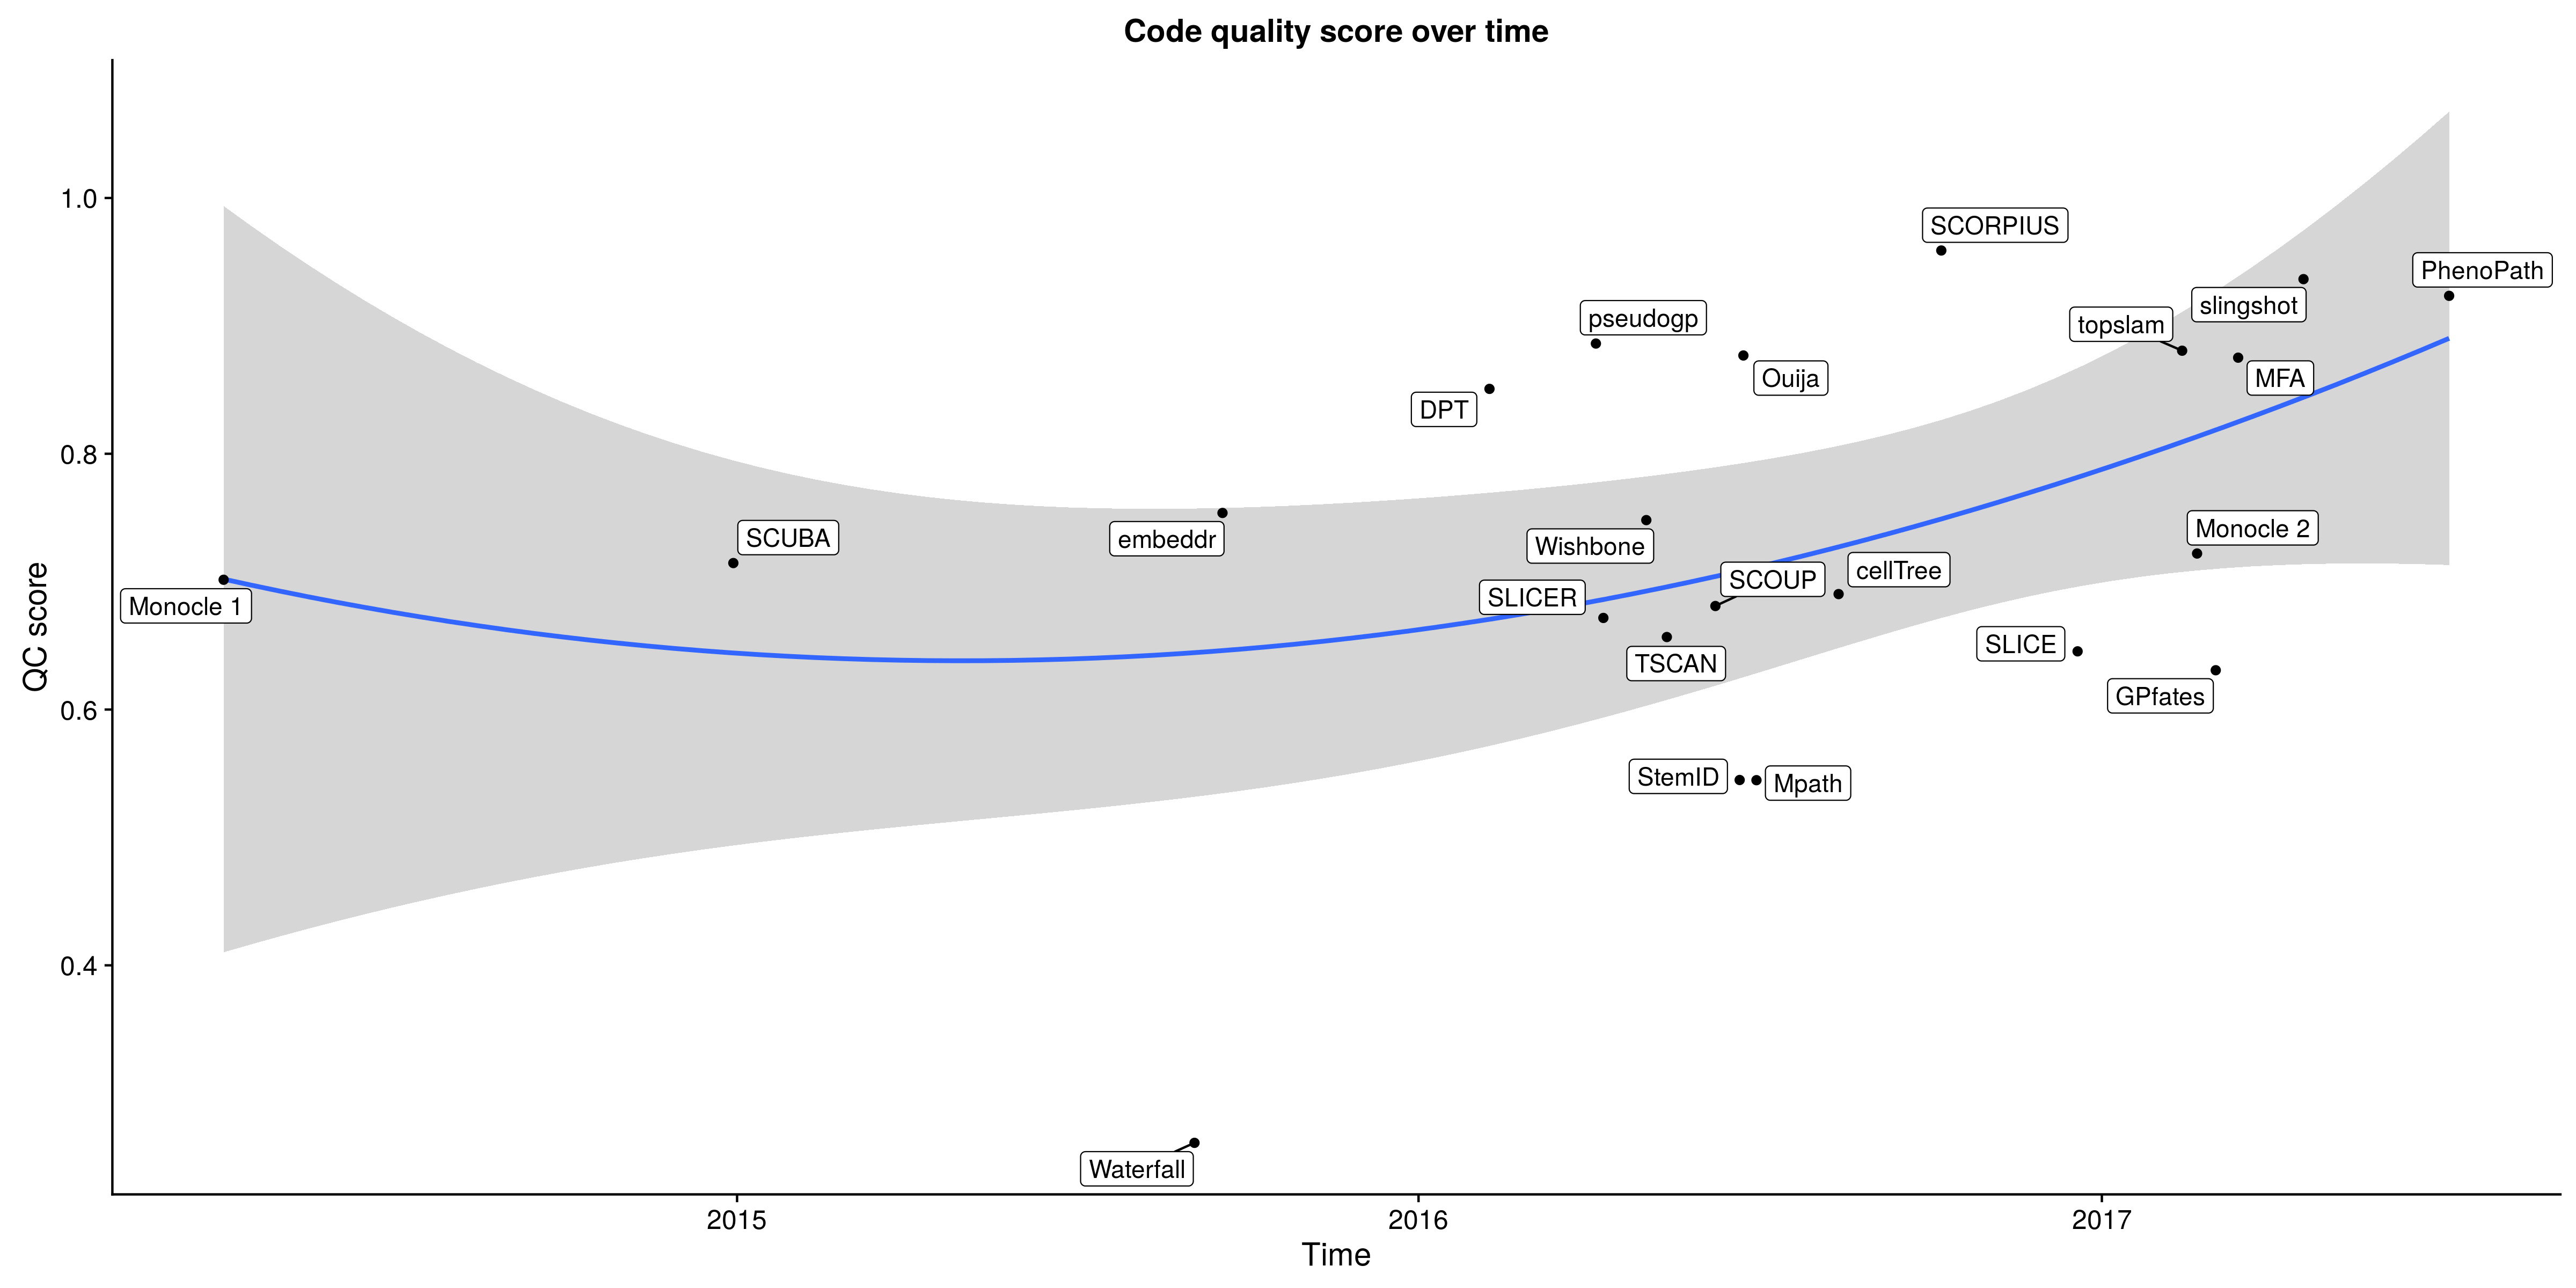 Code quality score over time
QC score
1.0
0.8
0.6
0.4
SCORPIUS
PhenoPath
slingshot
pseudogp
topslam
Ouija
MFA
DPT
Monocle 2
SCUBA
embeddr
Wishbone
cellTree
SCOUP
SLICER
Monocle 1
SLICE
TSCAN
GPfates
StemID
Mpath
Waterfall
2015
2016
2017
Time